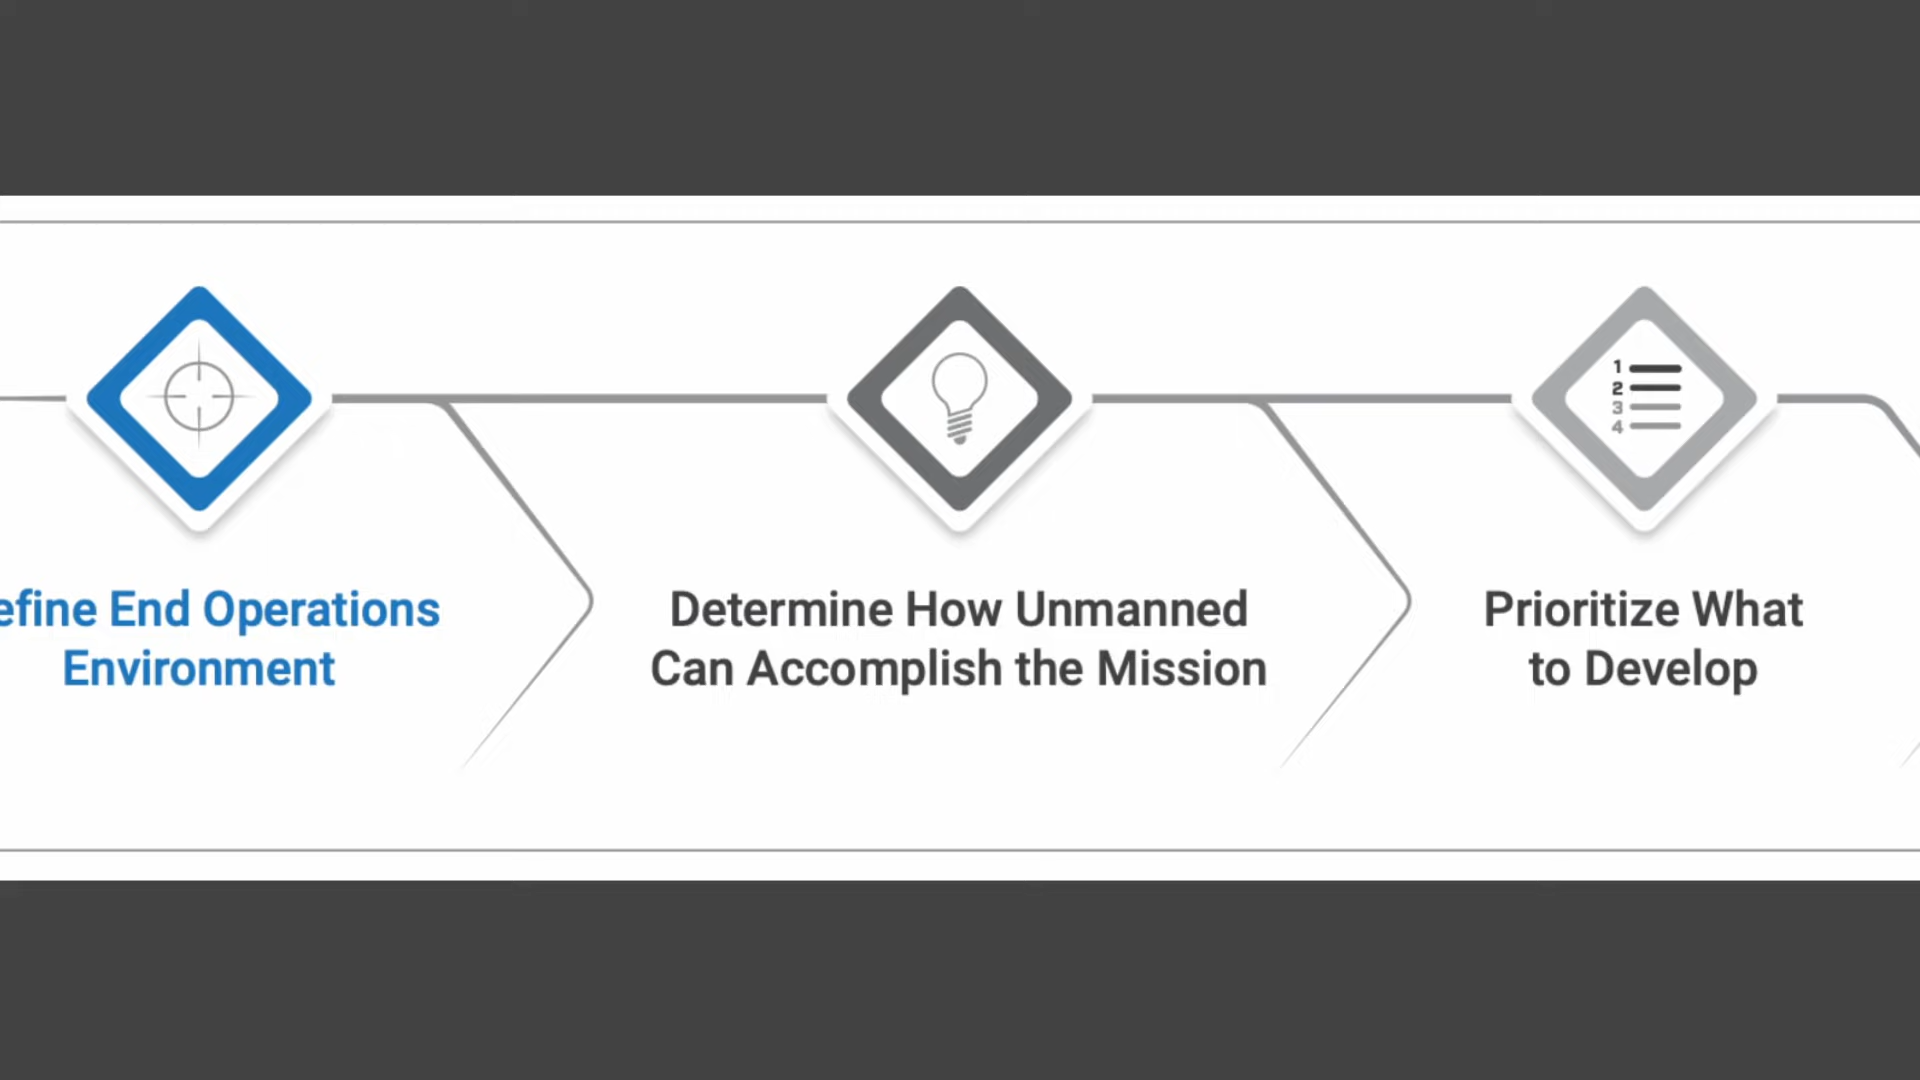 efine End Operations
Environment
Determine How Unmanned
Can Accomplish the Mission
1
2
3
4
Prioritize What
to Develop